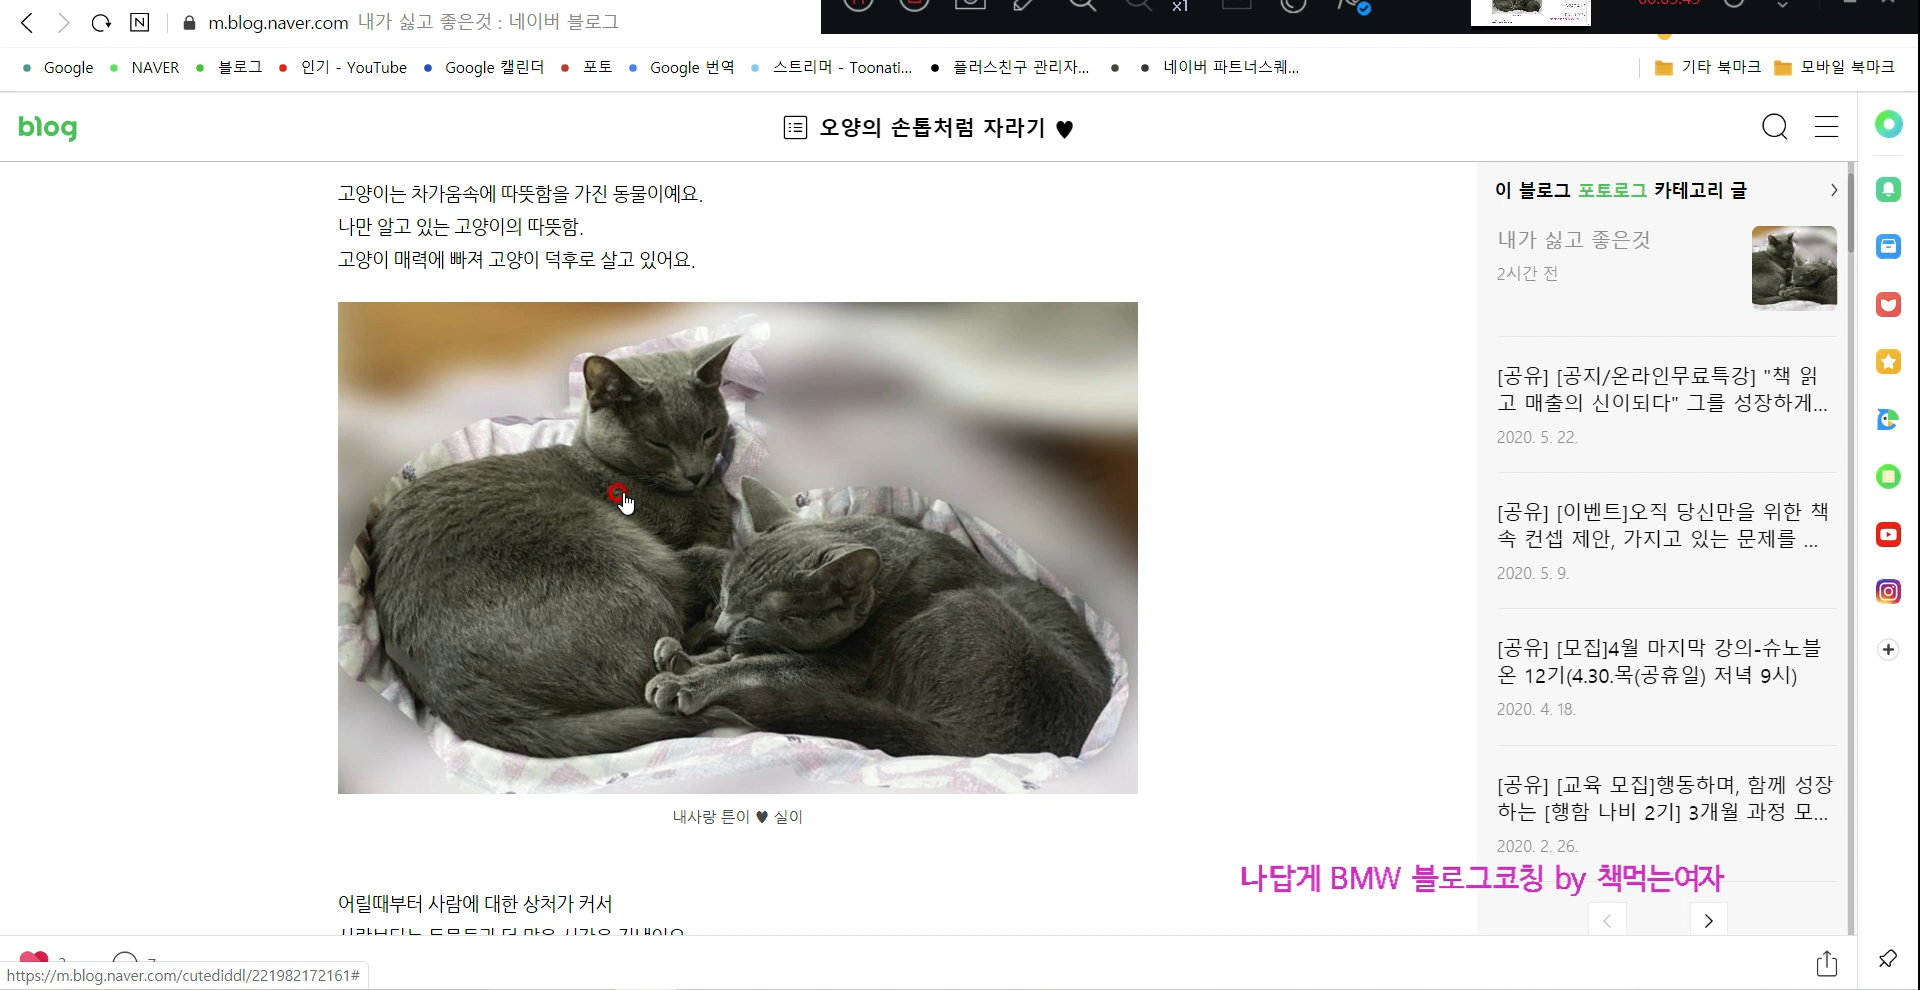 m.blog.naver.com 내가 싫고 좋은것 : 네이버 블로그
x1
Google
NAVER
블로그
인기 - YouTube
Google 캘린더
포토
Google 번역
스트리머 - Toonati...
플러스친구 관리자...
네이버 파트너스퀘...
기타 북마크
모바일 북마크
blog
오양의 손톱처럼 자라기 ♥
고양이는 차가움속에 따뜻함을 가진 동물이예요.
나만 알고 있는 고양이의 따뜻함.
고양이 매력에 빠져 고양이 덕후로 살고 있어요.
내사랑 튼이 ♥ 실이
어릴때부터 사람에 대한 상처가 커서
이 블로그 포토로그 카테고리 글
내가 싫고 좋은것
2시간 전
[공유] [공지/온라인무료특강] "책 읽
고 매출의 신이되다" 그를 성장하게...
2020. 5. 22.
[공유] [이벤트]오직 당신만을 위한 책
속 컨셉 제안, 가지고 있는 문제를 ...
2020. 5. 9.
[공유] [모집]4월 마지막 강의-슈노블
온 12기(4.30.목(공휴일) 저녁 9시)
2020. 4. 18.
[공유] [교육 모집]행동하며, 함께 성장
하는 [행함 나비 2기] 3개월 과정 모...
2020. 2. 26.
나답게 BMW 블로그코칭 by 책먹는여자
https://m.blog.naver.com/cutediddl/221982172161#